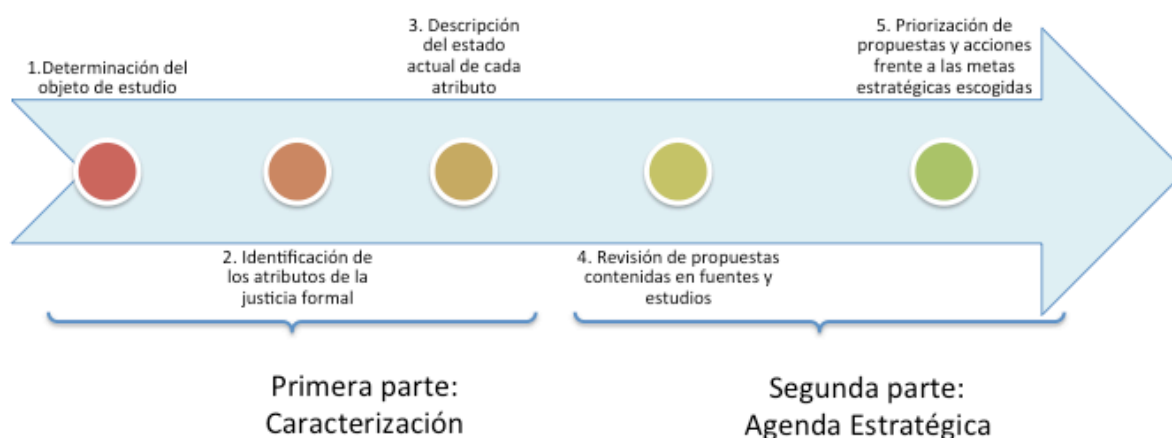 1.Determinación del
objeto de estudio
2. Identificación de
los atributos de la
justicia formal
3. Descripción
del estado
actual de cada
atributo
4. Revisión de propuestas
contenidas en fuentes y
estudios
5. Priorización de
propuestas y acciones
frente a las metas
estratégicas escogidas
Primera parte:
Caracterización
Segunda parte:
Agenda Estratégica